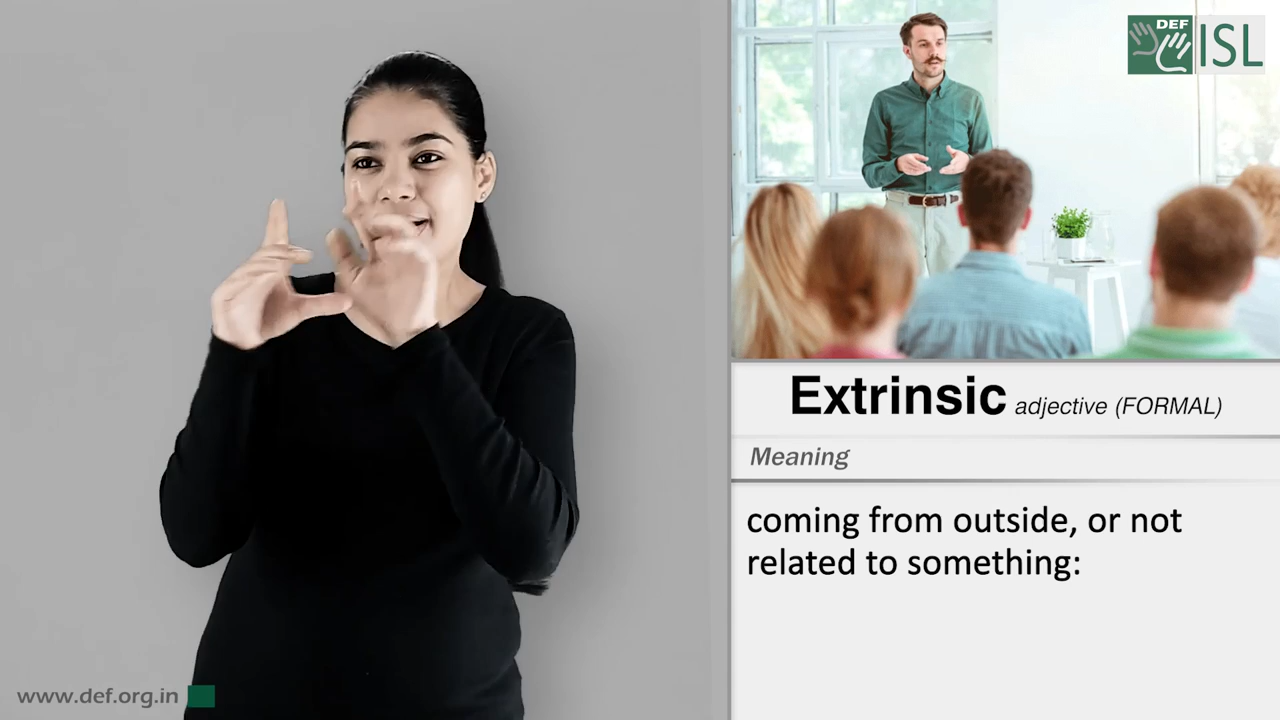 DEF
ISL
Extrinsic adjective (FORMAL)
Meaning
coming from outside, or not
related to something:
www.def.org.in